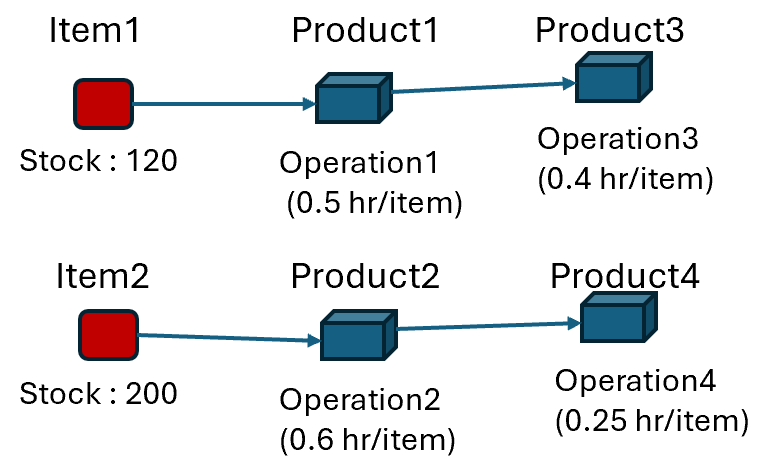 Item1
Product1
Product3
Stock : 120
Operation1
(0.5 hr/item)
Operation3
(0.4 hr/item)
Item2
Product2
Product4
Stock : 200
Operation2
(0.6 hr/item)
Operation4
(0.25 hr/item)